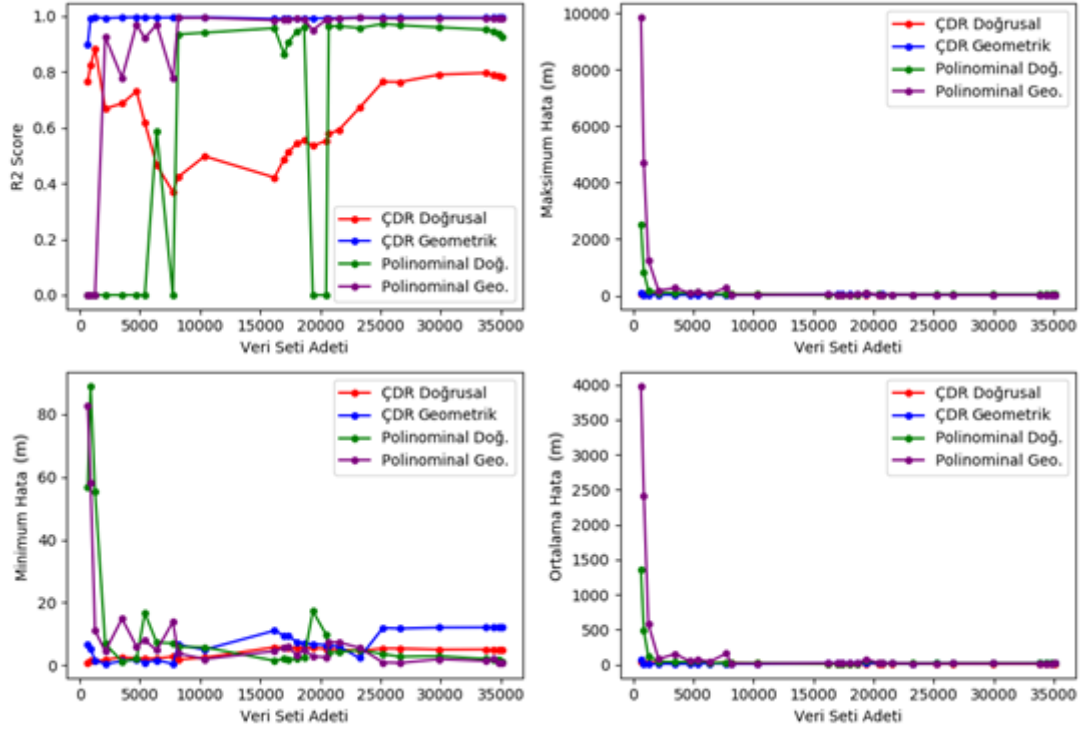 1.0
0.8
0.6
0.4
0.2
0.0
R2 Score
ÇDR Doğrusal
ÇDR Geometrik
Polinominal Doğ.
Polinominal Geo.
0 5000 10000 15000 20000 25000 30000 35000
Veri Seti Adeti
10000
8000
6000
4000
2000
0
Maksimum Hata (m)
ÇDR Doğrusal
ÇDR Geometrik
Polinominal Doğ.
Polinominal Geo.
0 5000 10000 15000 20000 25000 30000 35000
Veri Seti Adeti
80
60
40
20
0
Minimum Hata (m)
ÇDR Doğrusal
ÇDR Geometrik
Polinominal Doğ.
Polinominal Geo.
0 5000 10000 15000 20000 25000 30000 35000
Veri Seti Adeti
4000
3500
3000
2500
2000
1500
1000
500
0
Ortalama Hata (m)
ÇDR Doğrusal
ÇDR Geometrik
Polinominal Doğ.
Polinominal Geo.
0 5000 10000 15000 20000 25000 30000 35000
Veri Seti Adeti